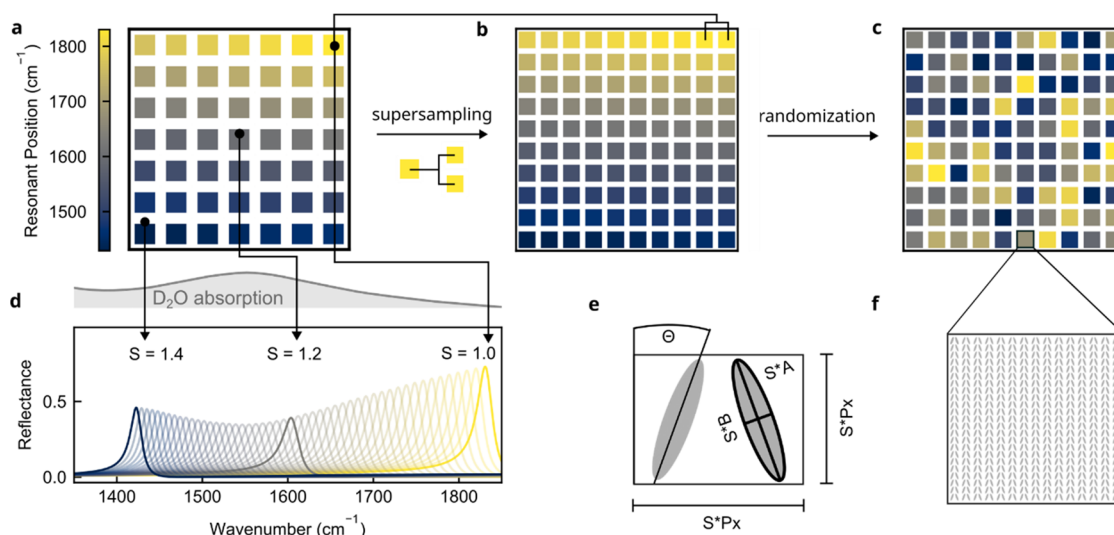 a
b
c
1800
1700
1600
1500
Resonant Position (cm⁻¹)
supersampling
randomization
D₂O absorption
d
S = 1.4
S = 1.2
S = 1.0
0.5
0.0
Reflectance
1400
1500
1600
1700
1800
Wavenumber (cm⁻¹)
e
Θ
S*A
S*B
S*Px
S*Px
f